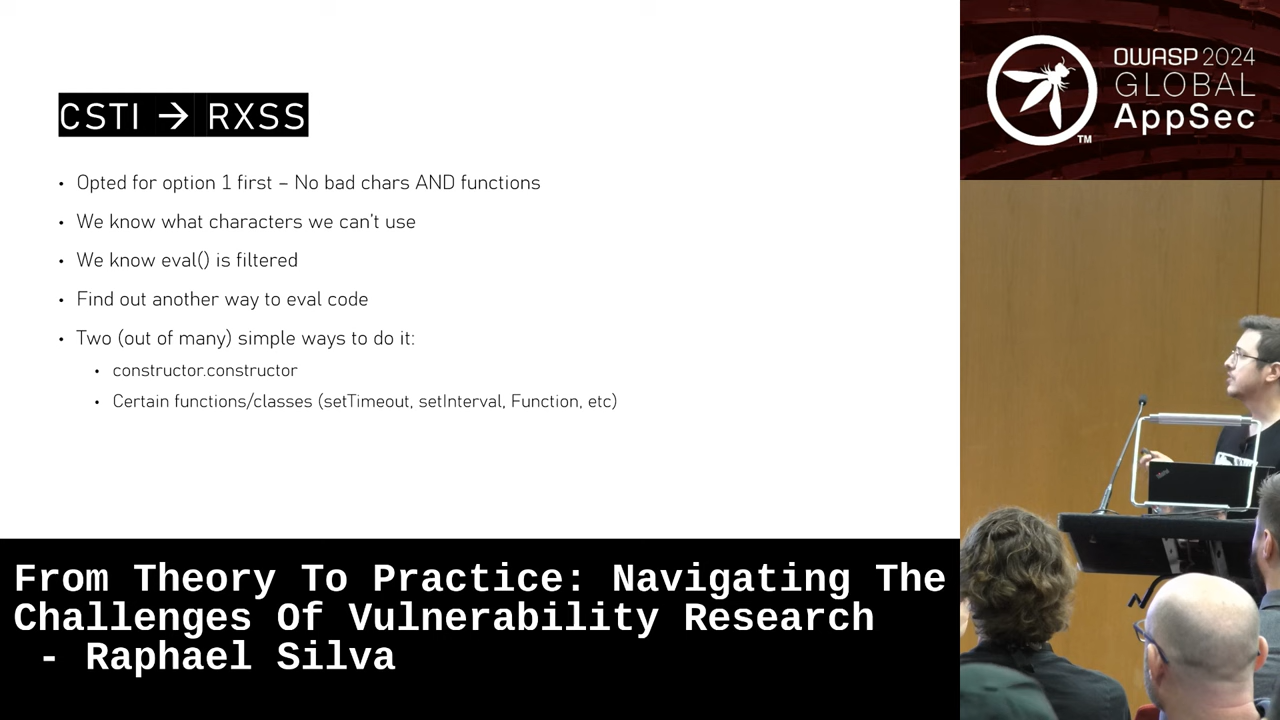 CSTI → RXSS
• Opted for option 1 first – No bad chars AND functions
• We know what characters we can't use
• We know eval() is filtered
• Find out another way to eval code
• Two (out of many) simple ways to do it:
• constructor.constructor
• Certain functions/classes (setTimeout, setInterval, Function, etc)
OWASP 2024
GLOBAL
AppSec
TM
From Theory To Practice: Navigating The
Challenges Of Vulnerability Research
- Raphael Silva